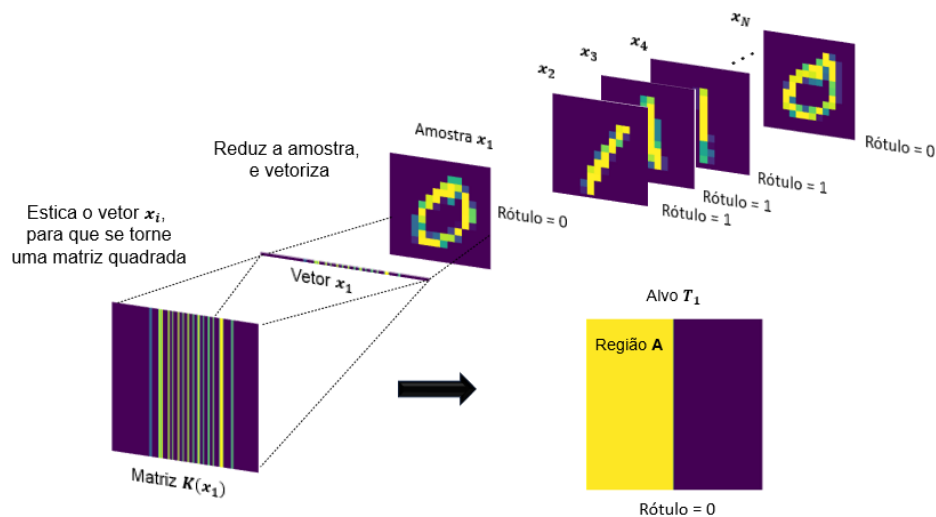 x_N
x_4
x_3
x_2
...
Amostra x_1
Reduz a amostra,
e vetoriza
Rótulo = 0
Rótulo = 1
Rótulo = 1
Rótulo = 1
Rótulo = 0
Estica o vetor x_i,
para que se torne
uma matriz quadrada
Vetor x_1
Matriz K(x_1)
Alvo T_1
Região A
Rótulo = 0